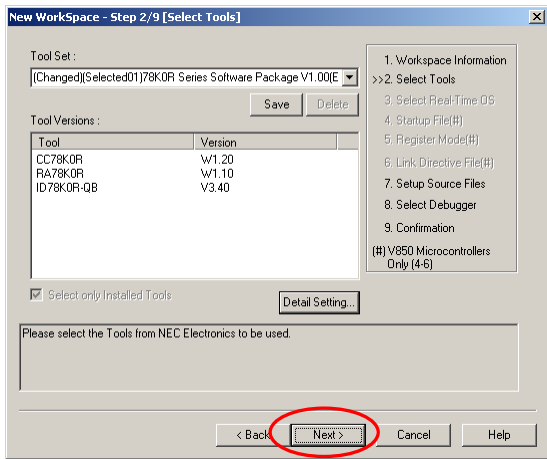 New WorkSpace - Step 2/9 [Select Tools]
Tool Set :
(Changed)(Selected01)78K0R Series Software Package V1.00(E
Save
Delete
Tool Versions :
Tool Version
CC78K0R W1.20
RA78K0R W1.10
ID78K0R-QB V3.40
Select only Installed Tools
Detail Setting...
1. Workspace Information
>>2. Select Tools
3. Select Real-Time OS
4. Startup File(#)
5. Register Mode(#)
6. Link Directive File(#)
7. Setup Source Files
8. Select Debugger
9. Confirmation
(#) V850 Microcontrollers
Only (4-6)
Please select the Tools from NEC Electronics to be used.
< Back
Next >
Cancel
Help